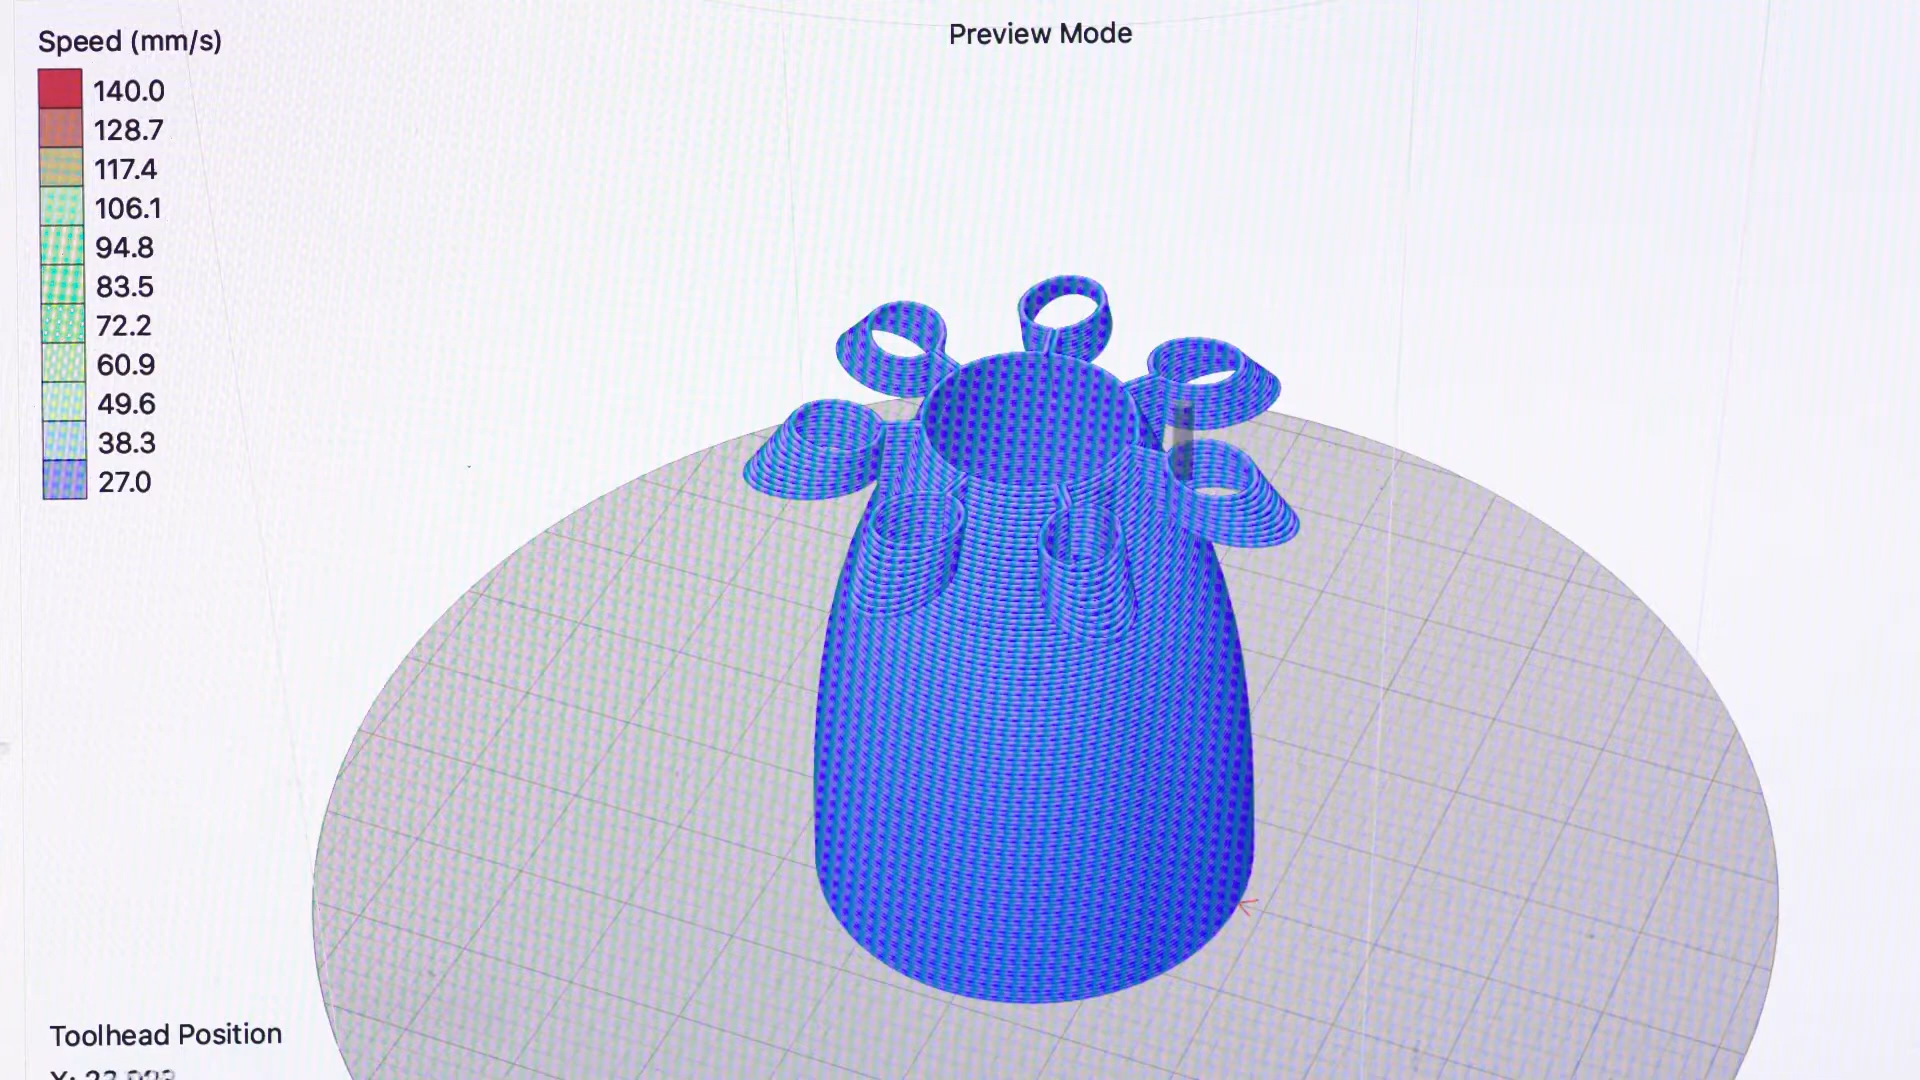 Speed (mm/s)
Preview Mode
140.0
128.7
117.4
106.1
94.8
83.5
72.2
60.9
49.6
38.3
27.0
Toolhead Position
X: